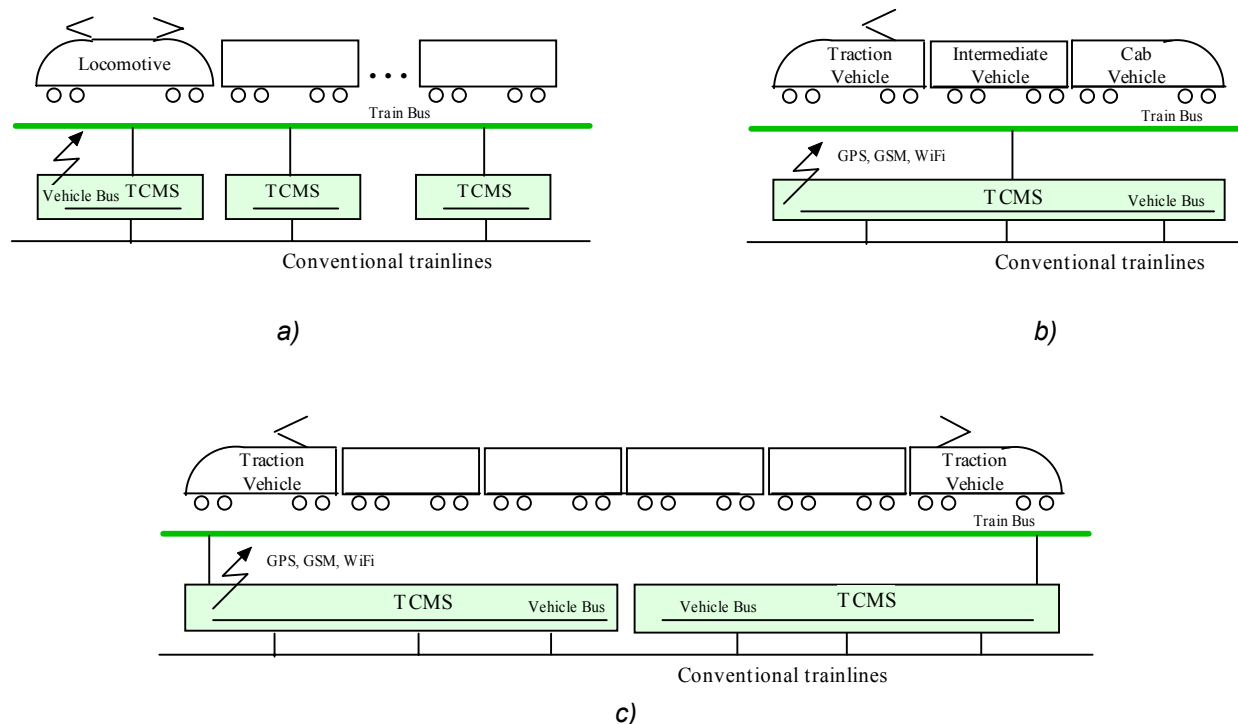 Locomotive
Train Bus
Vehicle Bus TCMS
TCMS
TCMS
Conventional trainlines
a)
Traction
Vehicle
Intermediate
Vehicle
Cab
Vehicle
Train Bus
GPS, GSM, WiFi
TCMS
Vehicle Bus
Conventional trainlines
b)
Traction
Vehicle
Traction
Vehicle
Train Bus
GPS, GSM, WiFi
TCMS
Vehicle Bus
Vehicle Bus
TCMS
Conventional trainlines
c)